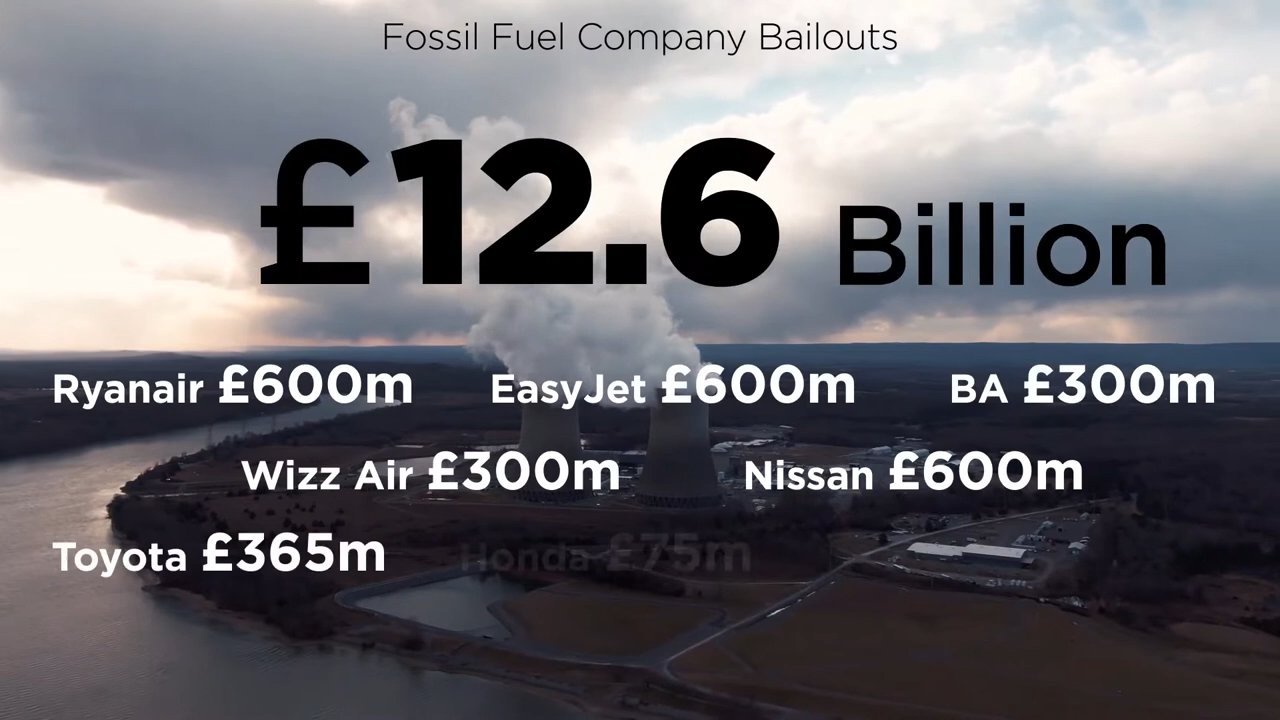 Fossil Fuel Company Bailouts
£12.6 Billion
Ryanair £600m EasyJet £600m BA £300m
Wizz Air £300m Nissan £600m
Toyota £365m Honda £75m